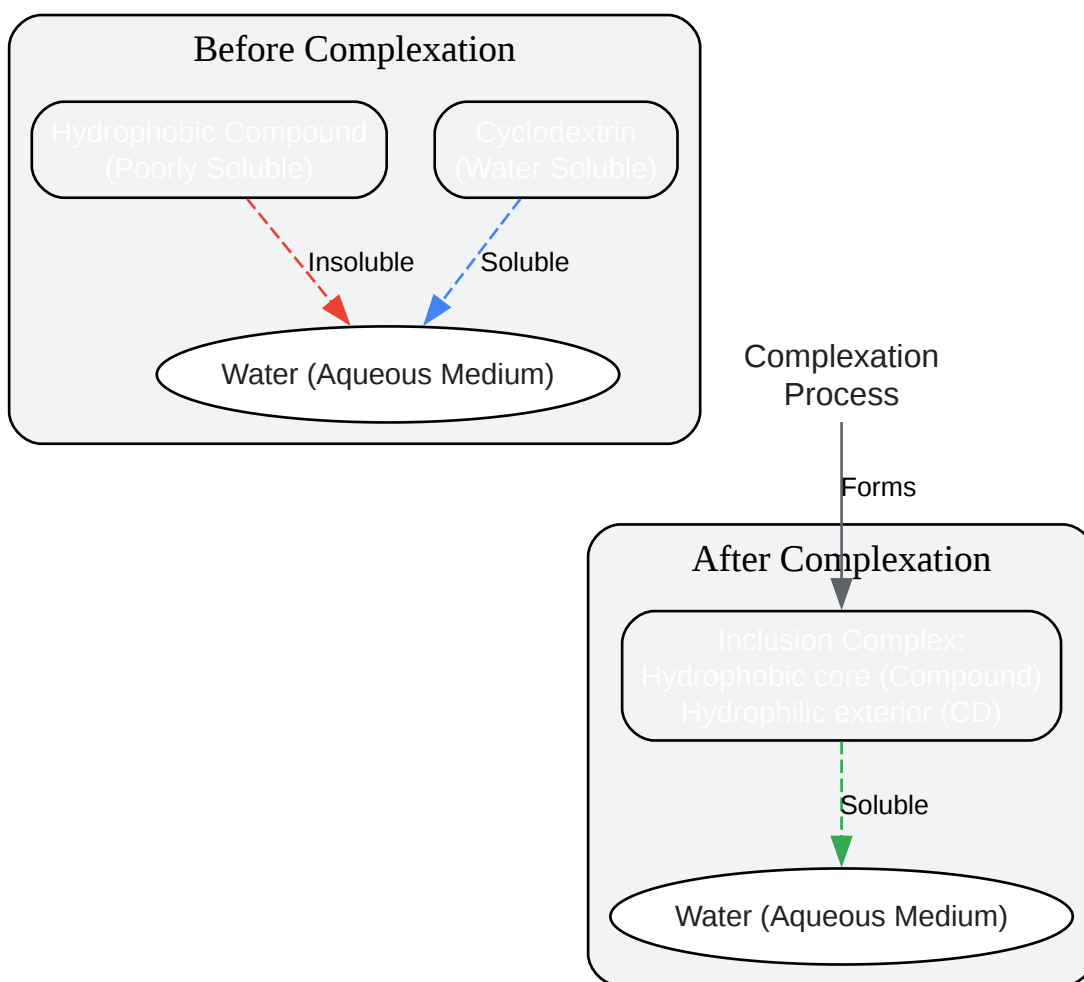 Before Complexation
Hydrophobic Compound
(Poorly Soluble)
Cyclodextrin
(Water Soluble)
Insoluble
Soluble
Water (Aqueous Medium)
Complexation
Process
Forms
After Complexation
Inclusion Complex:
Hydrophobic core (Compound)
Hydrophilic exterior (CD)
Soluble
Water (Aqueous Medium)